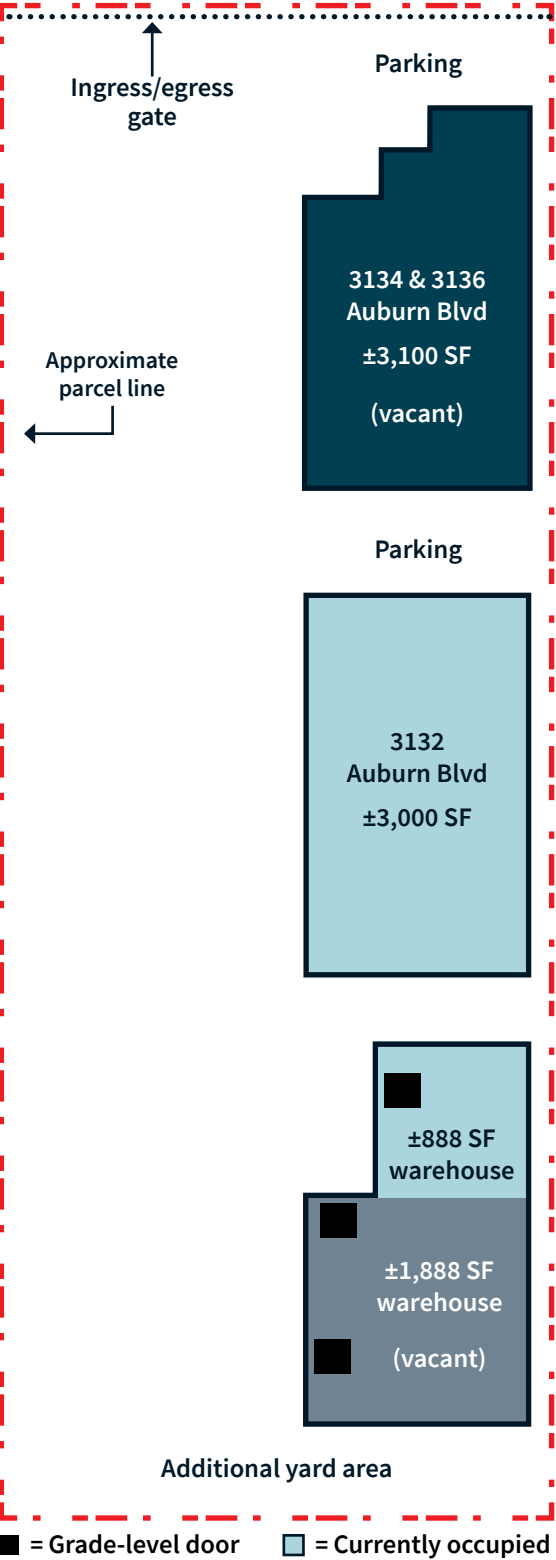 Parking
Ingress/egress
gate
3134 & 3136
Auburn Blvd
±3,100 SF
(vacant)
Approximate
parcel line
Parking
3132
Auburn Blvd
±3,000 SF
±888 SF
warehouse
±1,888 SF
warehouse
(vacant)
Additional yard area
= Grade-level door
= Currently occupied